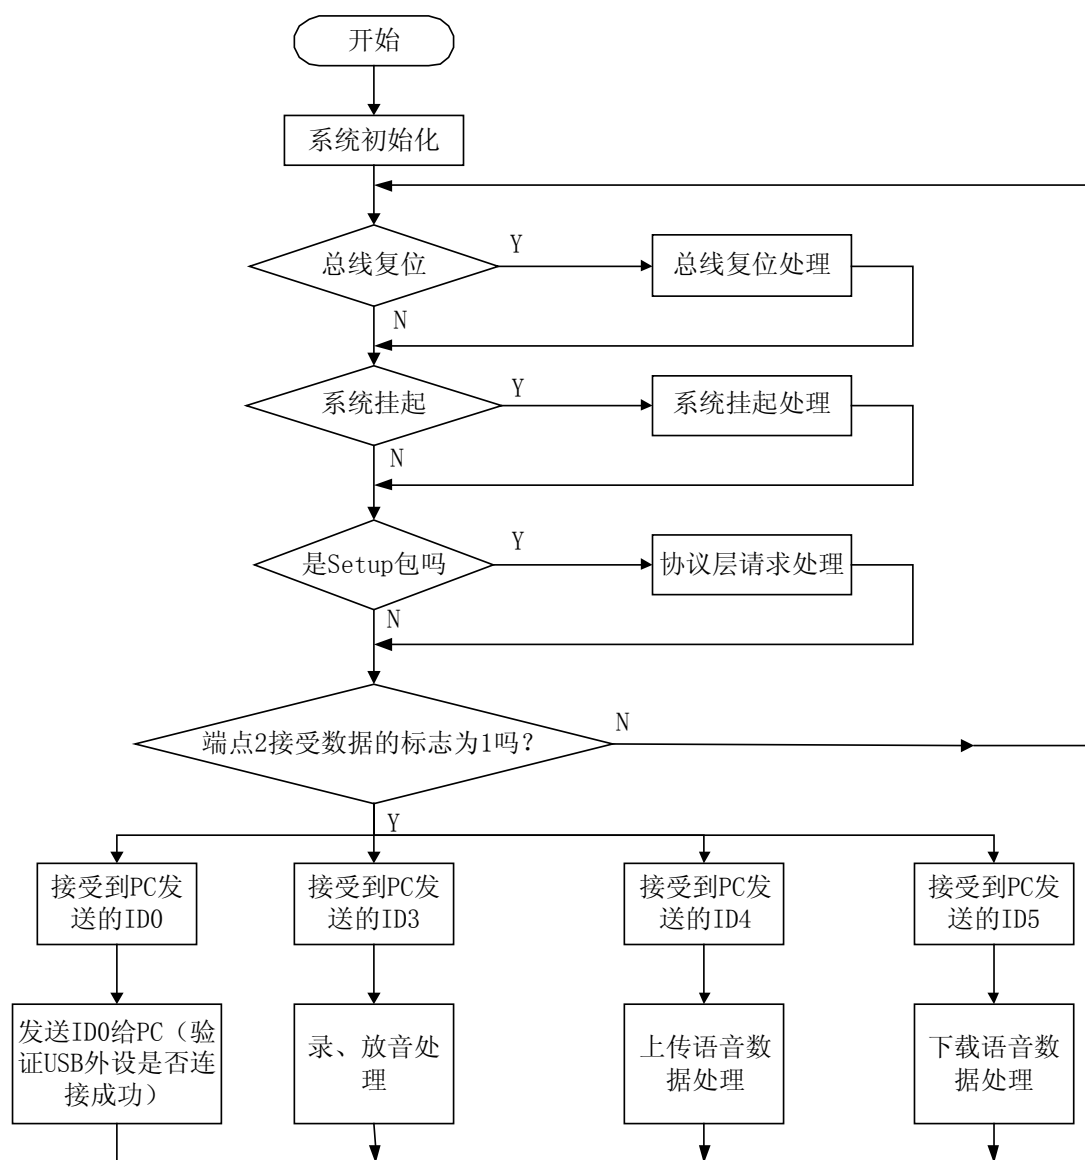 开始
系统初始化
总线复位
Y
总线复位处理
N
系统挂起
Y
系统挂起处理
N
是Setup包吗
Y
协议层请求处理
N
端点2接受数据的标志为1吗？
N
Y
接受到PC发
送的ID0
接受到PC发
送的ID3
接受到PC发
送的ID4
接受到PC发
送的ID5
发送ID0给PC（验
证USB外设是否连
接成功）
录、放音处
理
上传语音数
据处理
下载语音数
据处理